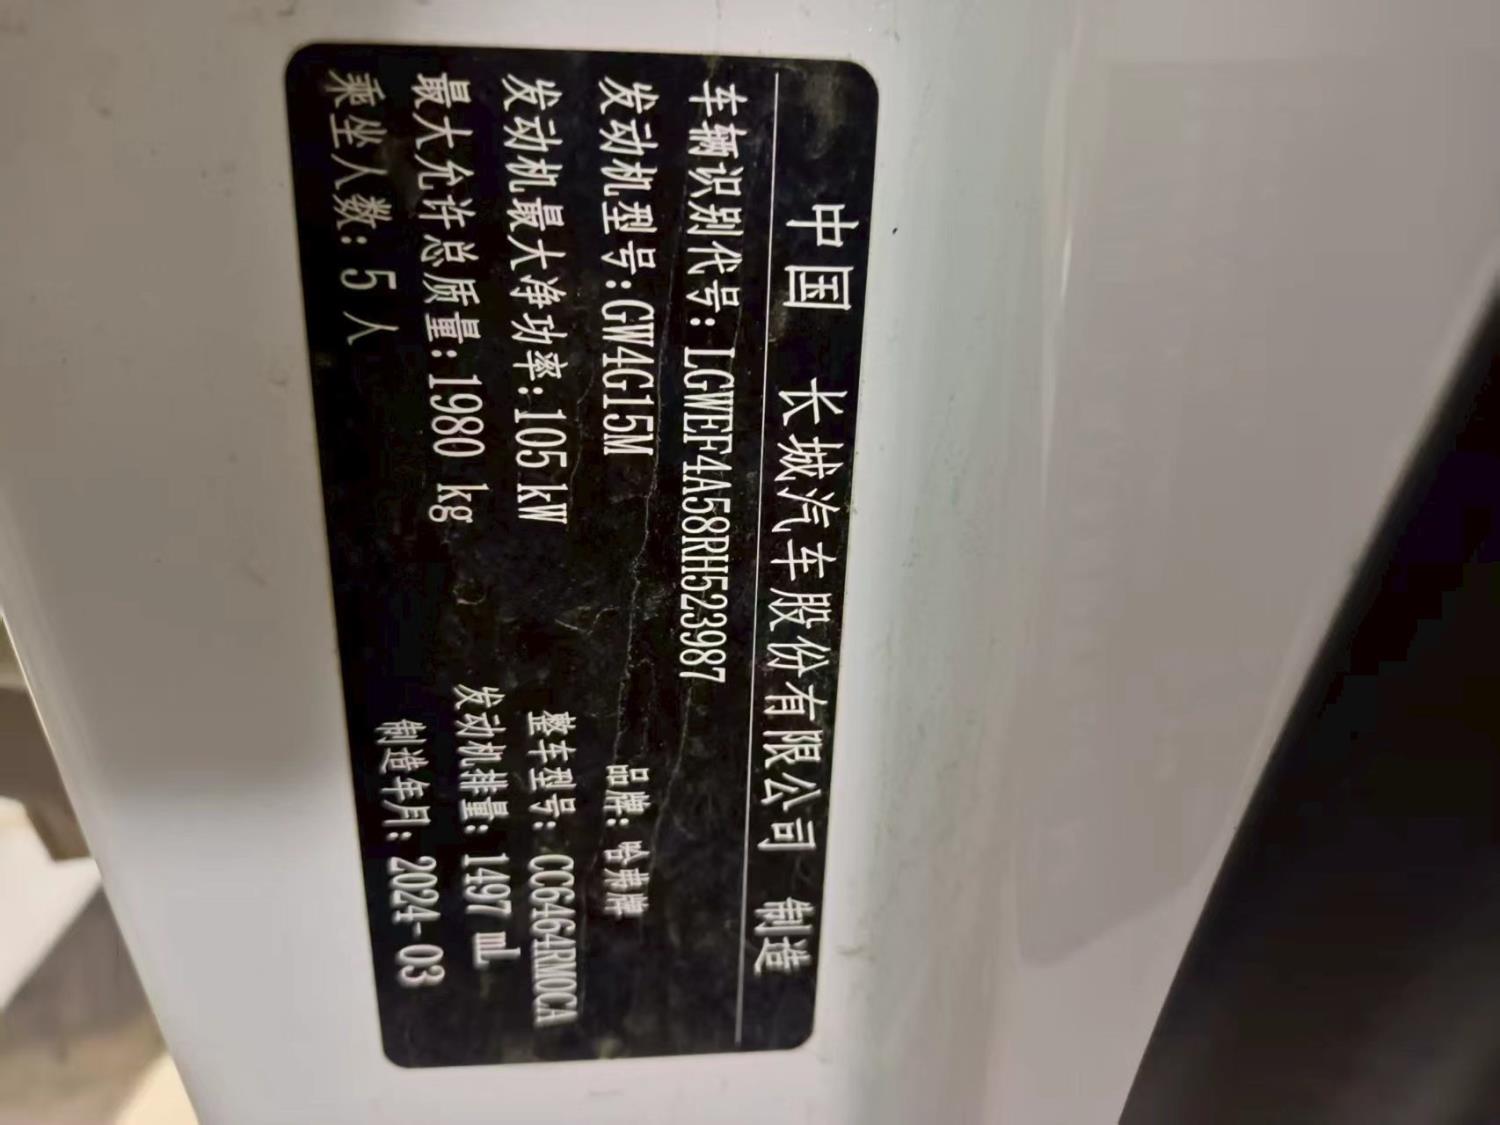 中国 长城汽车股份有限公司 制造
车辆识别代号：LGWEF4A58RH523987
品牌：哈弗牌
发动机型号：GW4G15M
整车型号：CC6464RM0CA
发动机最大净功率：105 kW
发动机排量：1497 mL
最大允许总质量：1980 kg
制造年月：2024-03
乘坐人数：5 人